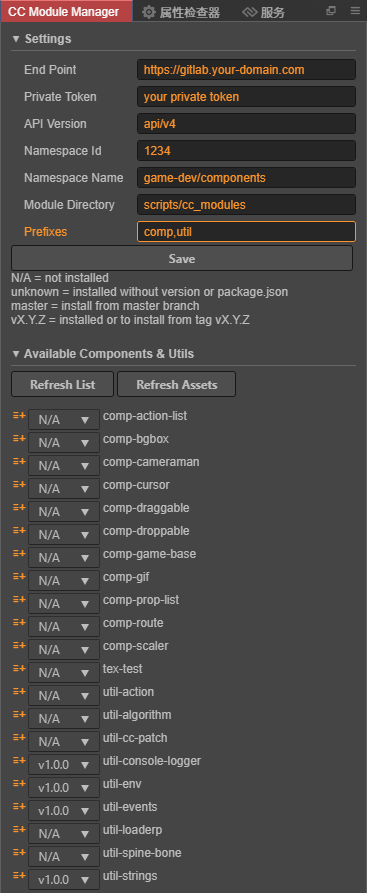 CC Module Manager 属性检查器 服务
▼ Settings
End Point https://gitlab.your-domain.com
Private Token your private token
API Version api/v4
Namespace Id 1234
Namespace Name game-dev/components
Module Directory scripts/cc_modules
Prefixes comp,util
Save
N/A = not installed
unknown = installed without version or package.json
master = install from master branch
vX.Y.Z = installed or to install from tag vX.Y.Z
▼ Available Components & Utils
Refresh List Refresh Assets
N/A ▼ comp-action-list
N/A ▼ comp-bgbox
N/A ▼ comp-cameraman
N/A ▼ comp-cursor
N/A ▼ comp-draggable
N/A ▼ comp-droppable
N/A ▼ comp-game-base
N/A ▼ comp-gif
N/A ▼ comp-prop-list
N/A ▼ comp-route
N/A ▼ comp-scaler
N/A ▼ tex-test
N/A ▼ util-action
N/A ▼ util-algorithm
N/A ▼ util-cc-patch
v1.0.0 ▼ util-console-logger
v1.0.0 ▼ util-env
v1.0.0 ▼ util-events
N/A ▼ util-loaderp
N/A ▼ util-spine-bone
v1.0.0 ▼ util-strings